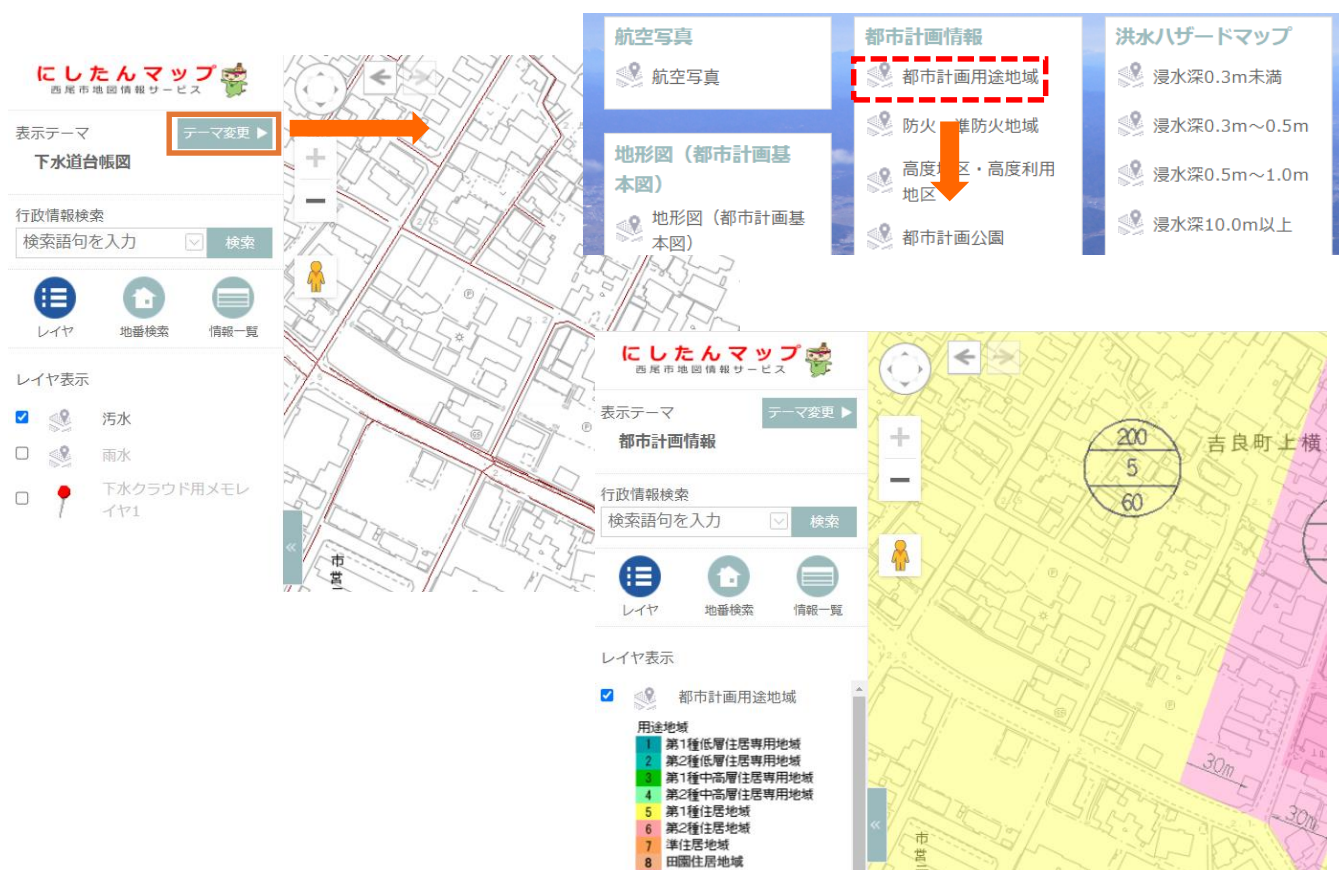 にしたんマップ
西尾市地図情報サービス
表示テーマ
テーマ変更 ▶
下水道台帳図
行政情報検索
検索語句を入力
検索
レイヤ
地番検索
情報一覧
レイヤ表示
汚水
雨水
下水クラウド用メモレ
イヤ1
市
営
航空写真
航空写真
地形図（都市計画基
本図）
地形図（都市計画基
本図）
都市計画情報
都市計画用途地域
防火・準防火地域
高度地区・高度利用
地区
都市計画公園
洪水ハザードマップ
浸水深0.3m未満
浸水深0.3m～0.5m
浸水深0.5m～1.0m
浸水深10.0m以上
にしたんマップ
西尾市地図情報サービス
表示テーマ
テーマ変更 ▶
都市計画情報
行政情報検索
検索語句を入力
検索
レイヤ
地番検索
情報一覧
レイヤ表示
都市計画用途地域
用途地域
1 第1種低層住居専用地域
2 第2種低層住居専用地域
3 第1種中高層住居専用地域
4 第2種中高層住居専用地域
5 第1種住居地域
6 第2種住居地域
7 準住居地域
8 田園住居地域
200
5
60
吉良町上横
30m
30m
市
営